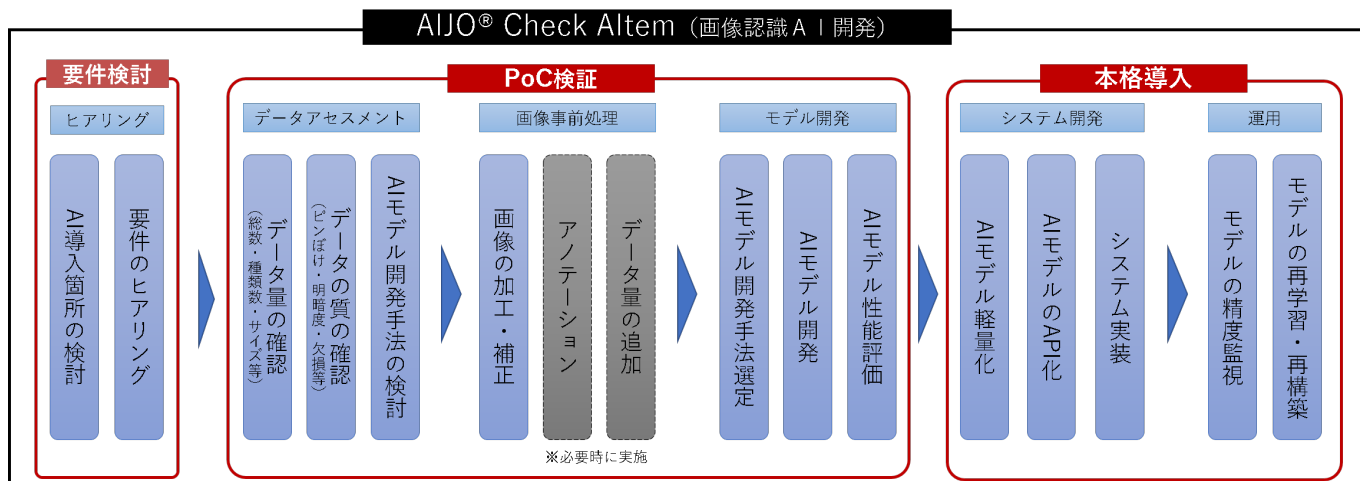 AIJO® Check AItem（画像認識ＡＩ開発）
要件検討
ヒアリング
AI導入箇所の検討
要件のヒアリング
PoC検証
データアセスメント
データ量の確認
（総数・種類数・サイズ等）
データの質の確認
（ピンぼけ・明暗度・欠損等）
AIモデル開発手法の検討
画像事前処理
画像の加工・補正
アノテーション
データ量の追加
※必要時に実施
モデル開発
AIモデル開発手法選定
AIモデル開発
AIモデル性能評価
本格導入
システム開発
AIモデル軽量化
AIモデルのAPI化
システム実装
運用
モデルの精度監視
モデルの再学習・再構築